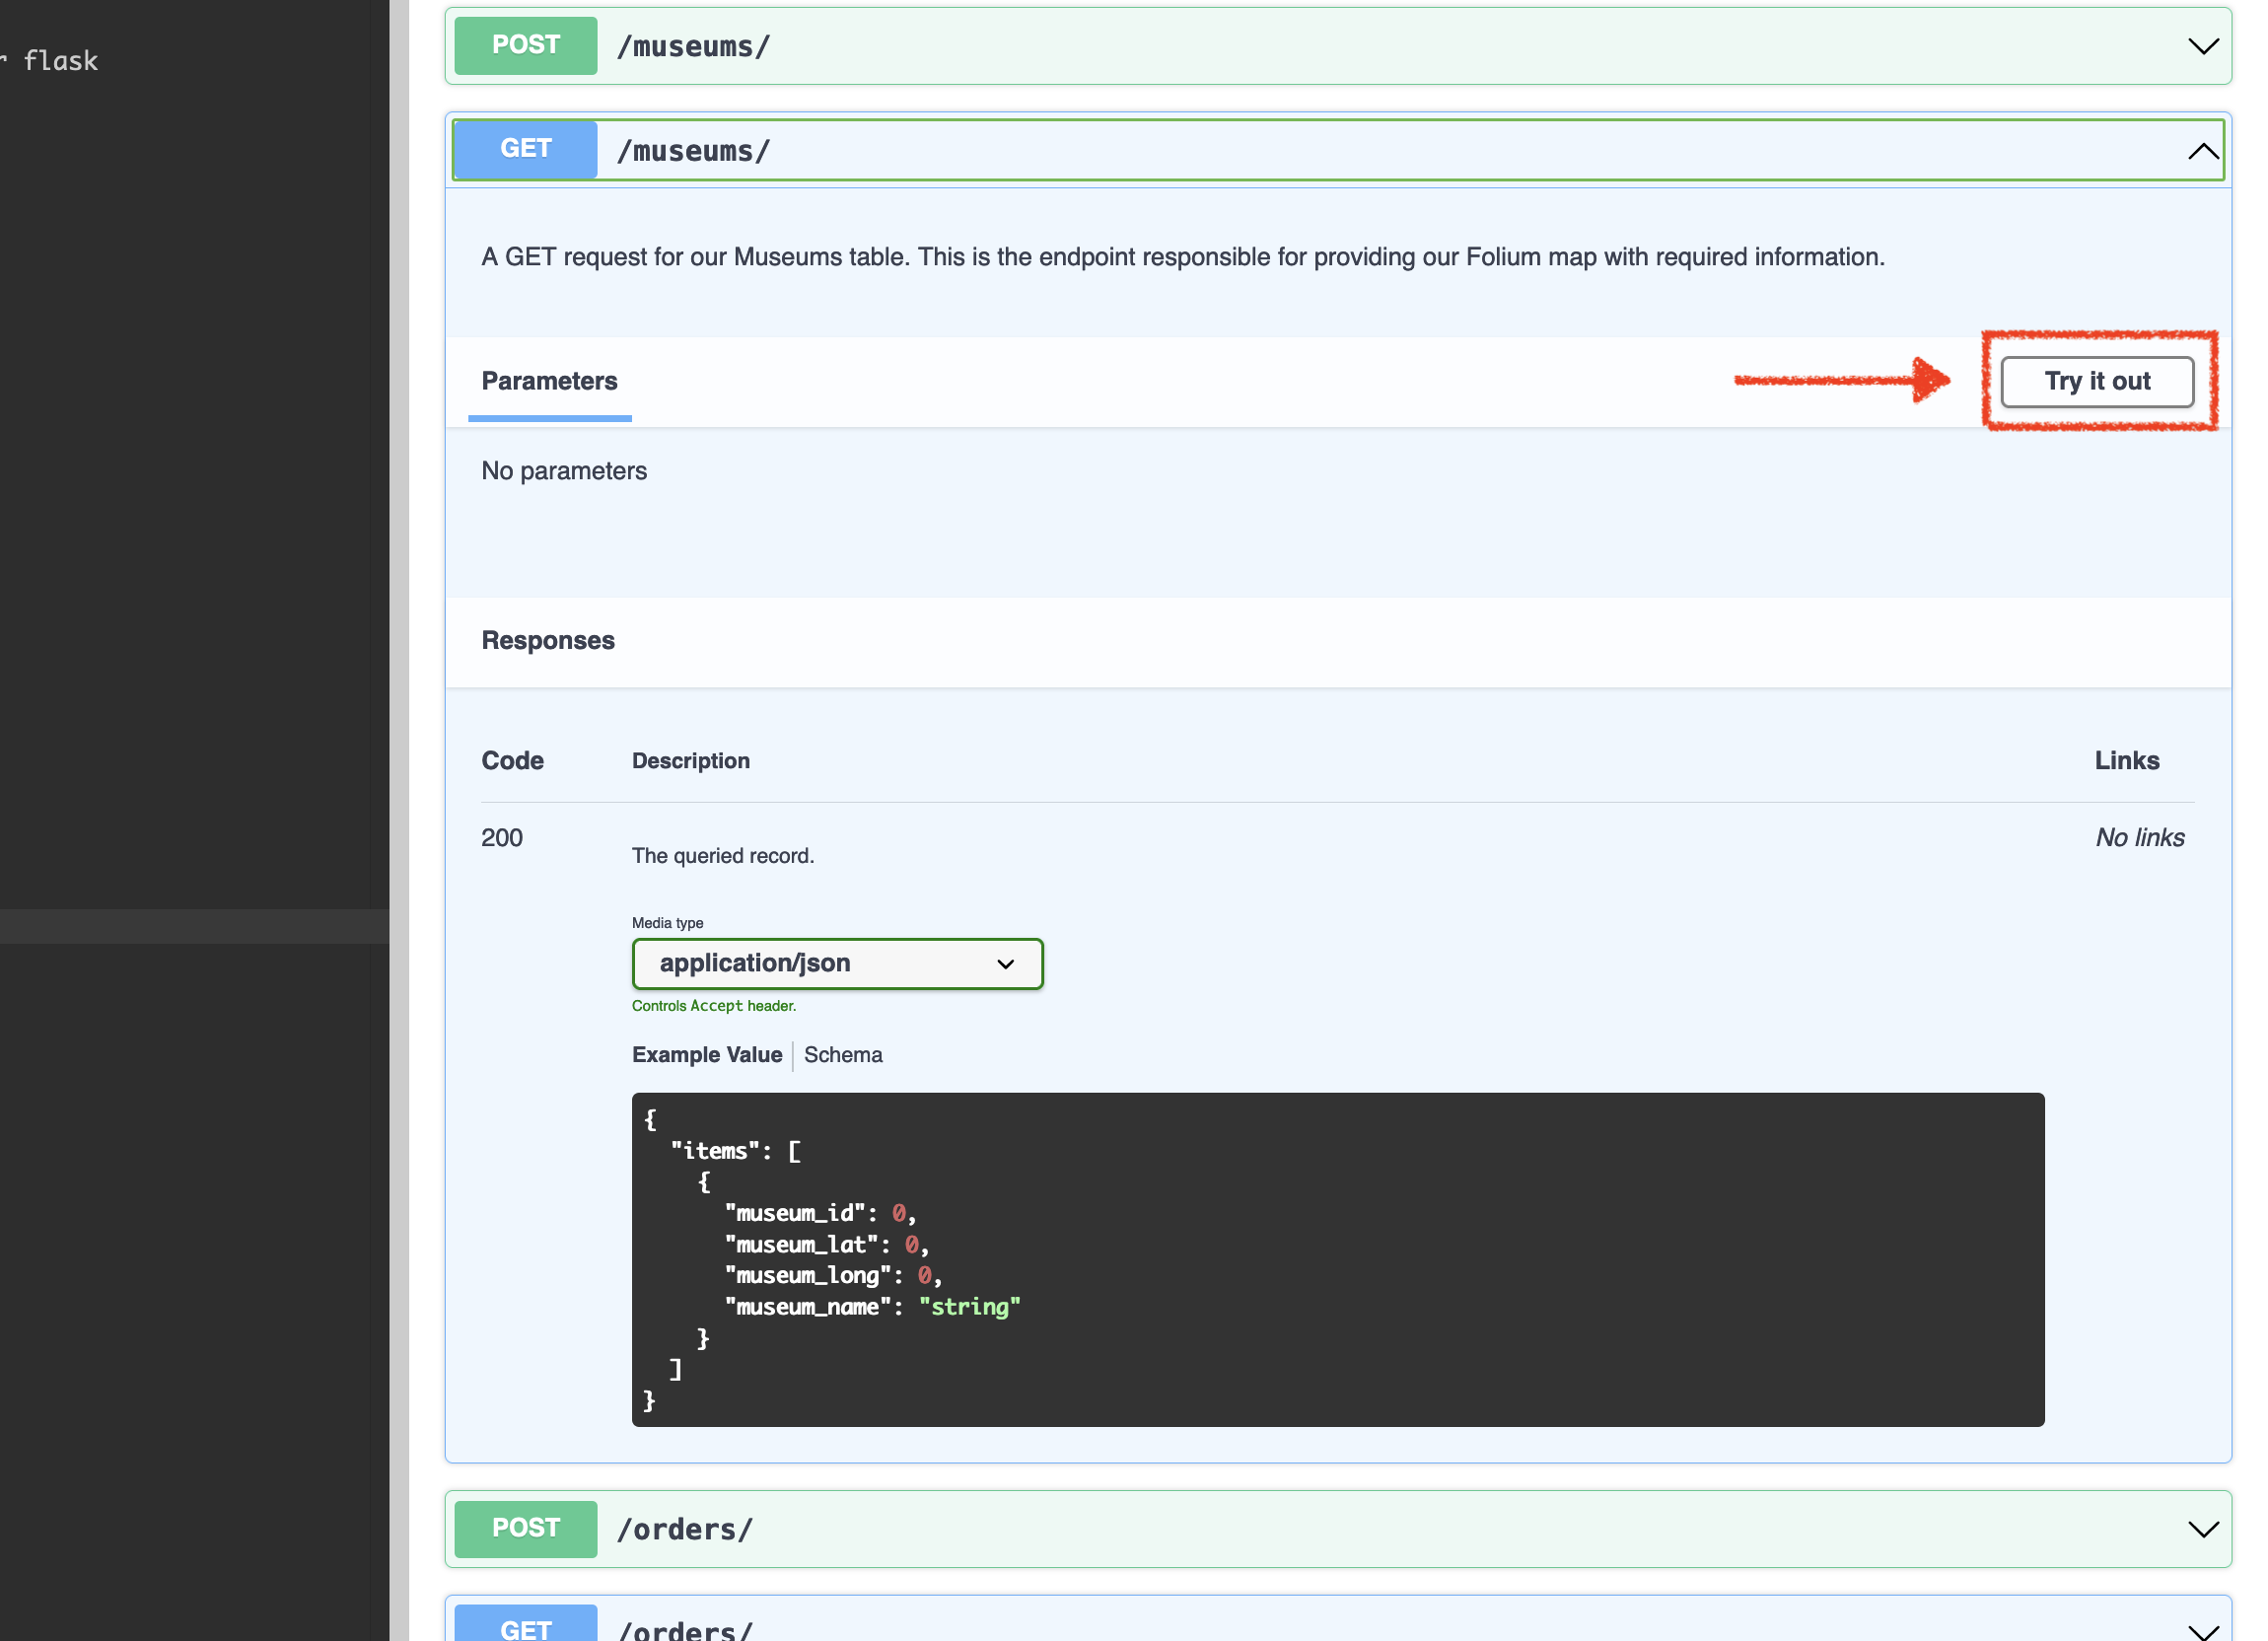 flask
POST /museums/
GET /museums/
A GET request for our Museums table. This is the endpoint responsible for providing our Folium map with required information.
Parameters
Try it out
No parameters
Responses
Code Description Links
200 The queried record. No links
Media type
application/json
Controls Accept header.
Example Value Schema
{
"items": [
{
"museum_id": 0,
"museum_lat": 0,
"museum_long": 0,
"museum_name": "string"
}
]
}
POST /orders/
GET /orders/